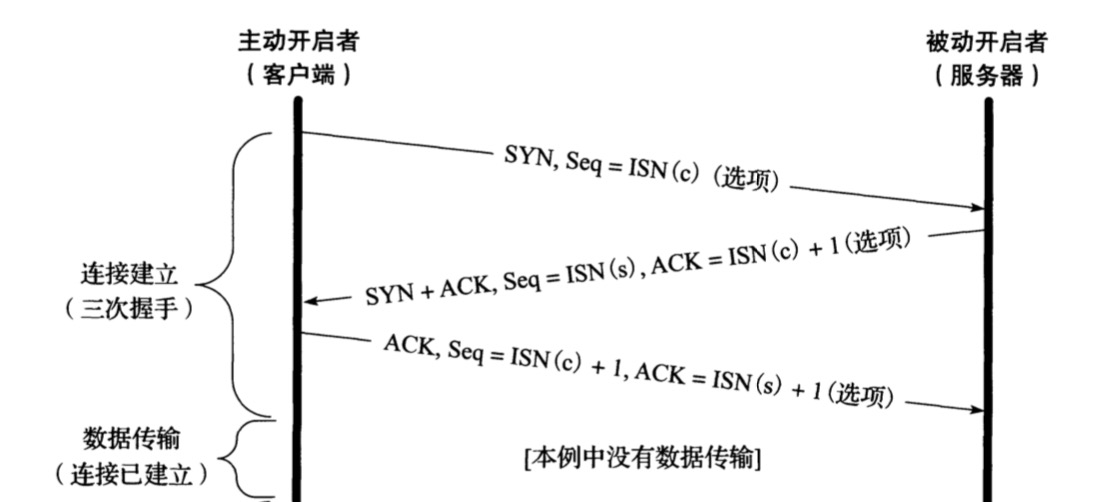 主动开启者
（客户端）
被动开启者
（服务器）
SYN, Seq = ISN(c) (选项)
SYN + ACK, Seq = ISN(s), ACK = ISN(c) + 1(选项)
连接建立
（三次握手）
ACK, Seq = ISN(c) + 1, ACK = ISN(s) + 1(选项)
数据传输
（连接已建立）
[本例中没有数据传输]